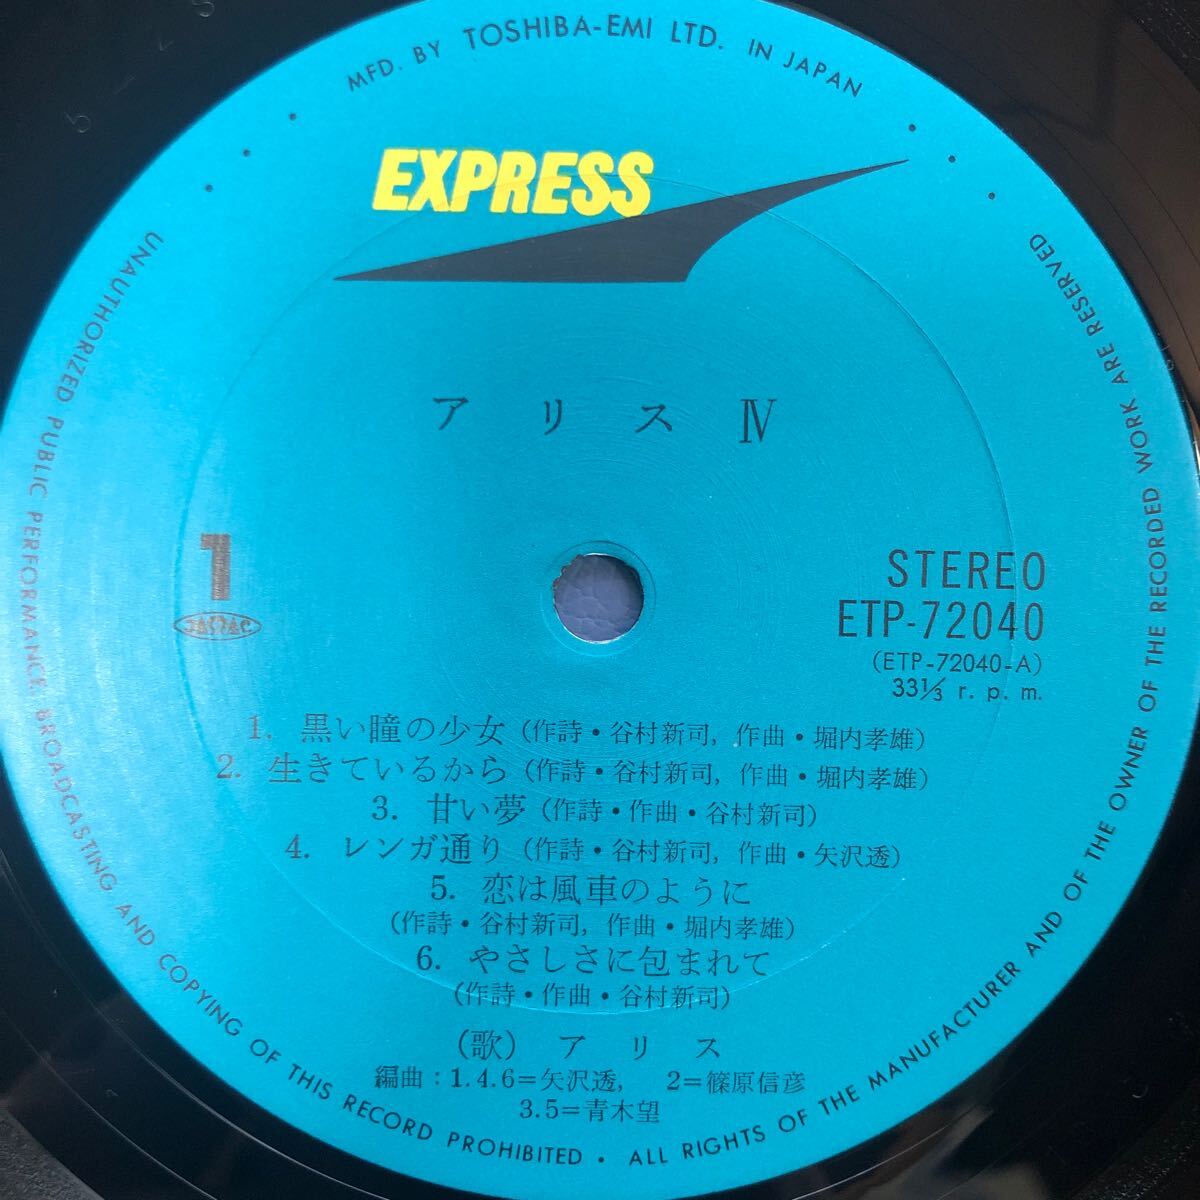 MFD. BY TOSHIBA-EMI LTD. IN JAPAN
EXPRESS
アリスⅣ
1
JASRAC
STEREO
ETP-72040
(ETP-72040-A)
33⅓ r. p. m.
1. 黒い瞳の少女 (作詩・谷村新司, 作曲・堀内孝雄)
2. 生きているから (作詩・谷村新司, 作曲・堀内孝雄)
3. 甘い夢 (作詩・作曲・谷村新司)
4. レンガ通り (作詩・谷村新司, 作曲・矢沢透)
5. 恋は風車のように
(作詩・谷村新司, 作曲・堀内孝雄)
6. やさしさに包まれて
(作詩・作曲・谷村新司)
(歌) アリス
編曲:1.4.6=矢沢透, 2=篠原信彦
3.5=青木望
UNAUTHORIZED PUBLIC PERFORMANCE, BROADCASTING AND COPYING OF THIS RECORD PROHIBITED • ALL RIGHTS OF THE MANUFACTURER AND OF THE OWNER OF THE RECORDED WORK ARE RESERVED